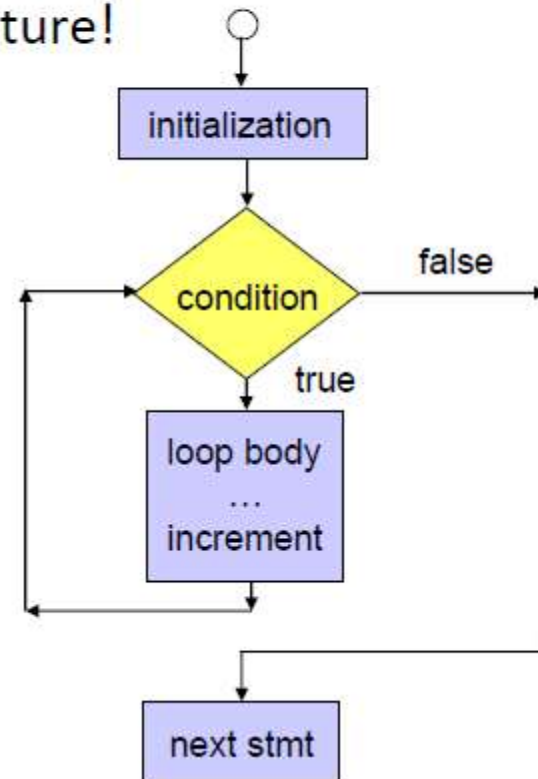 ture!
initialization
condition
false
true
loop body
...
increment
next stmt